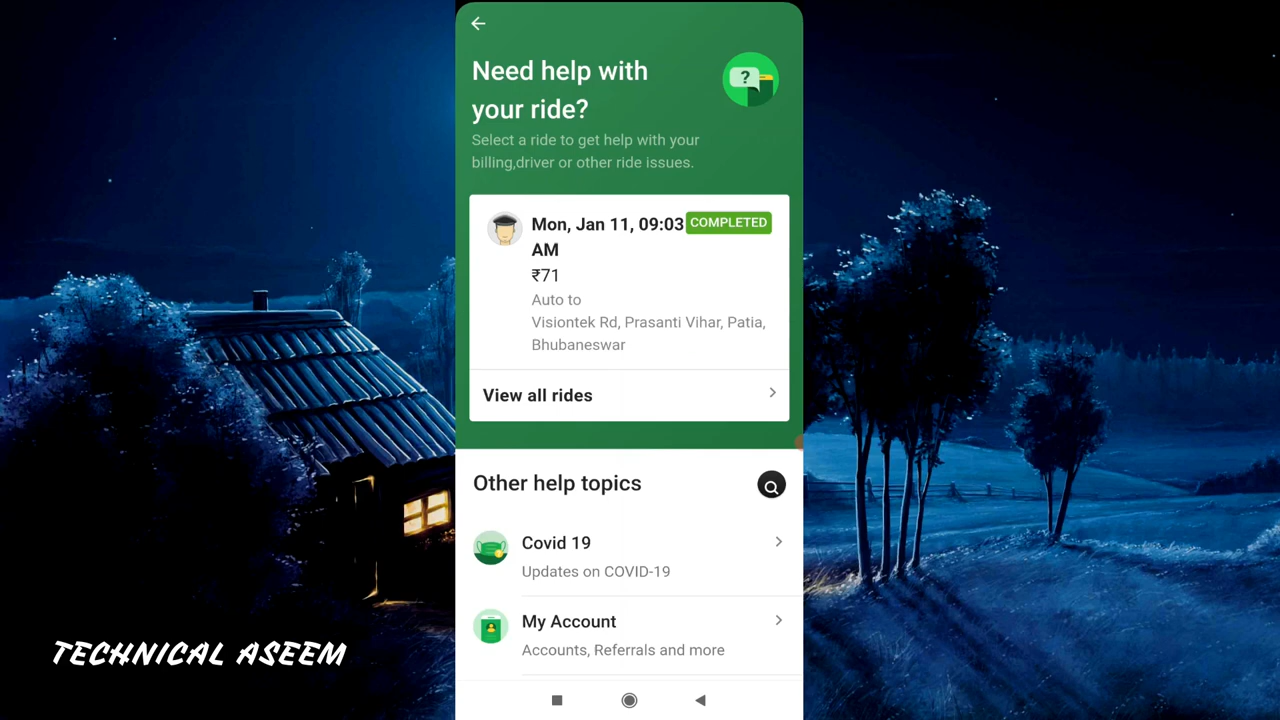 Need help with
your ride?
?
Select a ride to get help with your
billing,driver or other ride issues.
Mon, Jan 11, 09:03 COMPLETED
AM
₹71
Auto to
Visiontek Rd, Prasanti Vihar, Patia,
Bhubaneswar
View all rides
Other help topics
Covid 19
Updates on COVID-19
My Account
Accounts, Referrals and more
TECHNICAL ASEEM